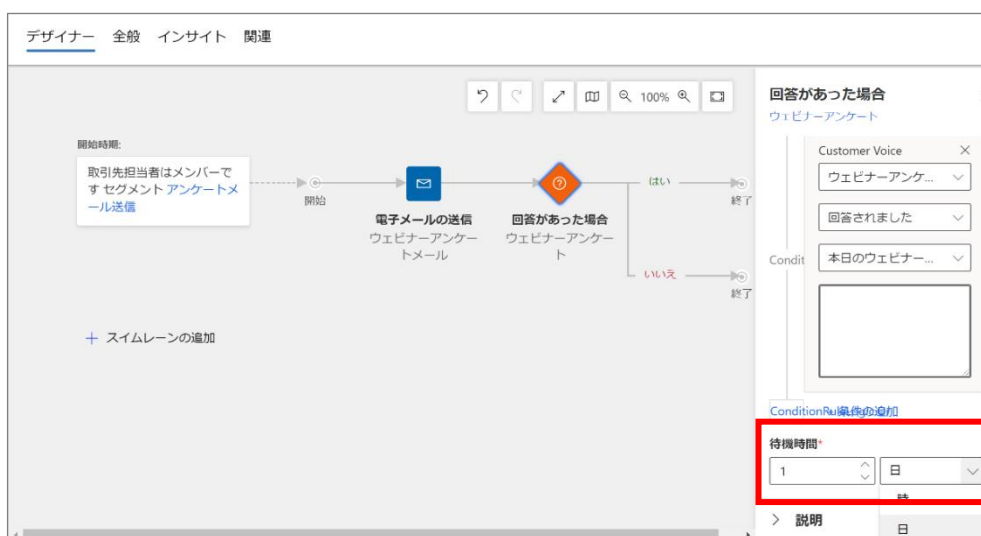 デザイナー 全般 インサイト 関連
100%
開始時期:
取引先担当者はメンバーで
す セグメント アンケートメ
ール送信
開始
電子メールの送信
ウェビナーアンケー
トメール
回答があった場合
ウェビナーアンケー
ト
はい
終了
いいえ
終了
+ スイムレーンの追加
回答があった場合
ウェビナーアンケート
Customer Voice
ウェビナーアンケ...
回答されました
Condit
本日のウェビナー...
条件の追加
待機時間*
1 日
時
日
> 説明